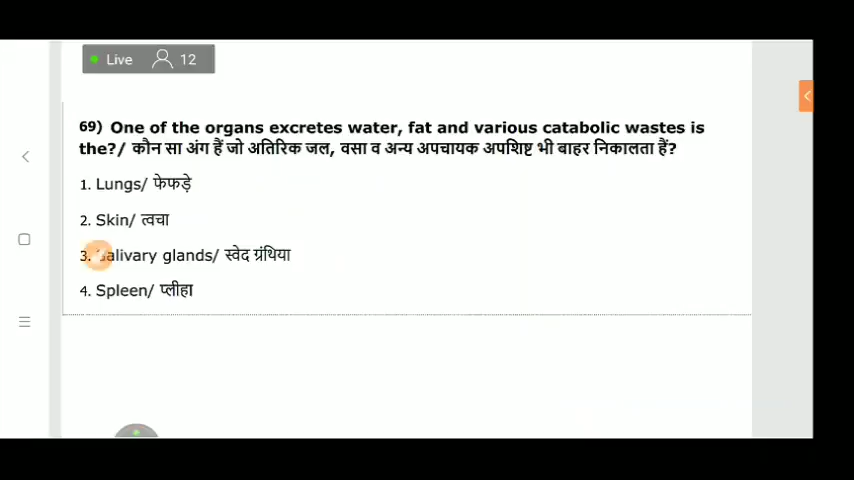 Live 12
69) One of the organs excretes water, fat and various catabolic wastes is
the?/ कौन सा अंग हैं जो अतिरिक जल, वसा व अन्य अपचायक अपशिष्ट भी बाहर निकालता हैं?
1. Lungs/ फेफड़े
2. Skin/ त्वचा
3. Salivary glands/ स्वेद ग्रंथिया
4. Spleen/ प्लीहा